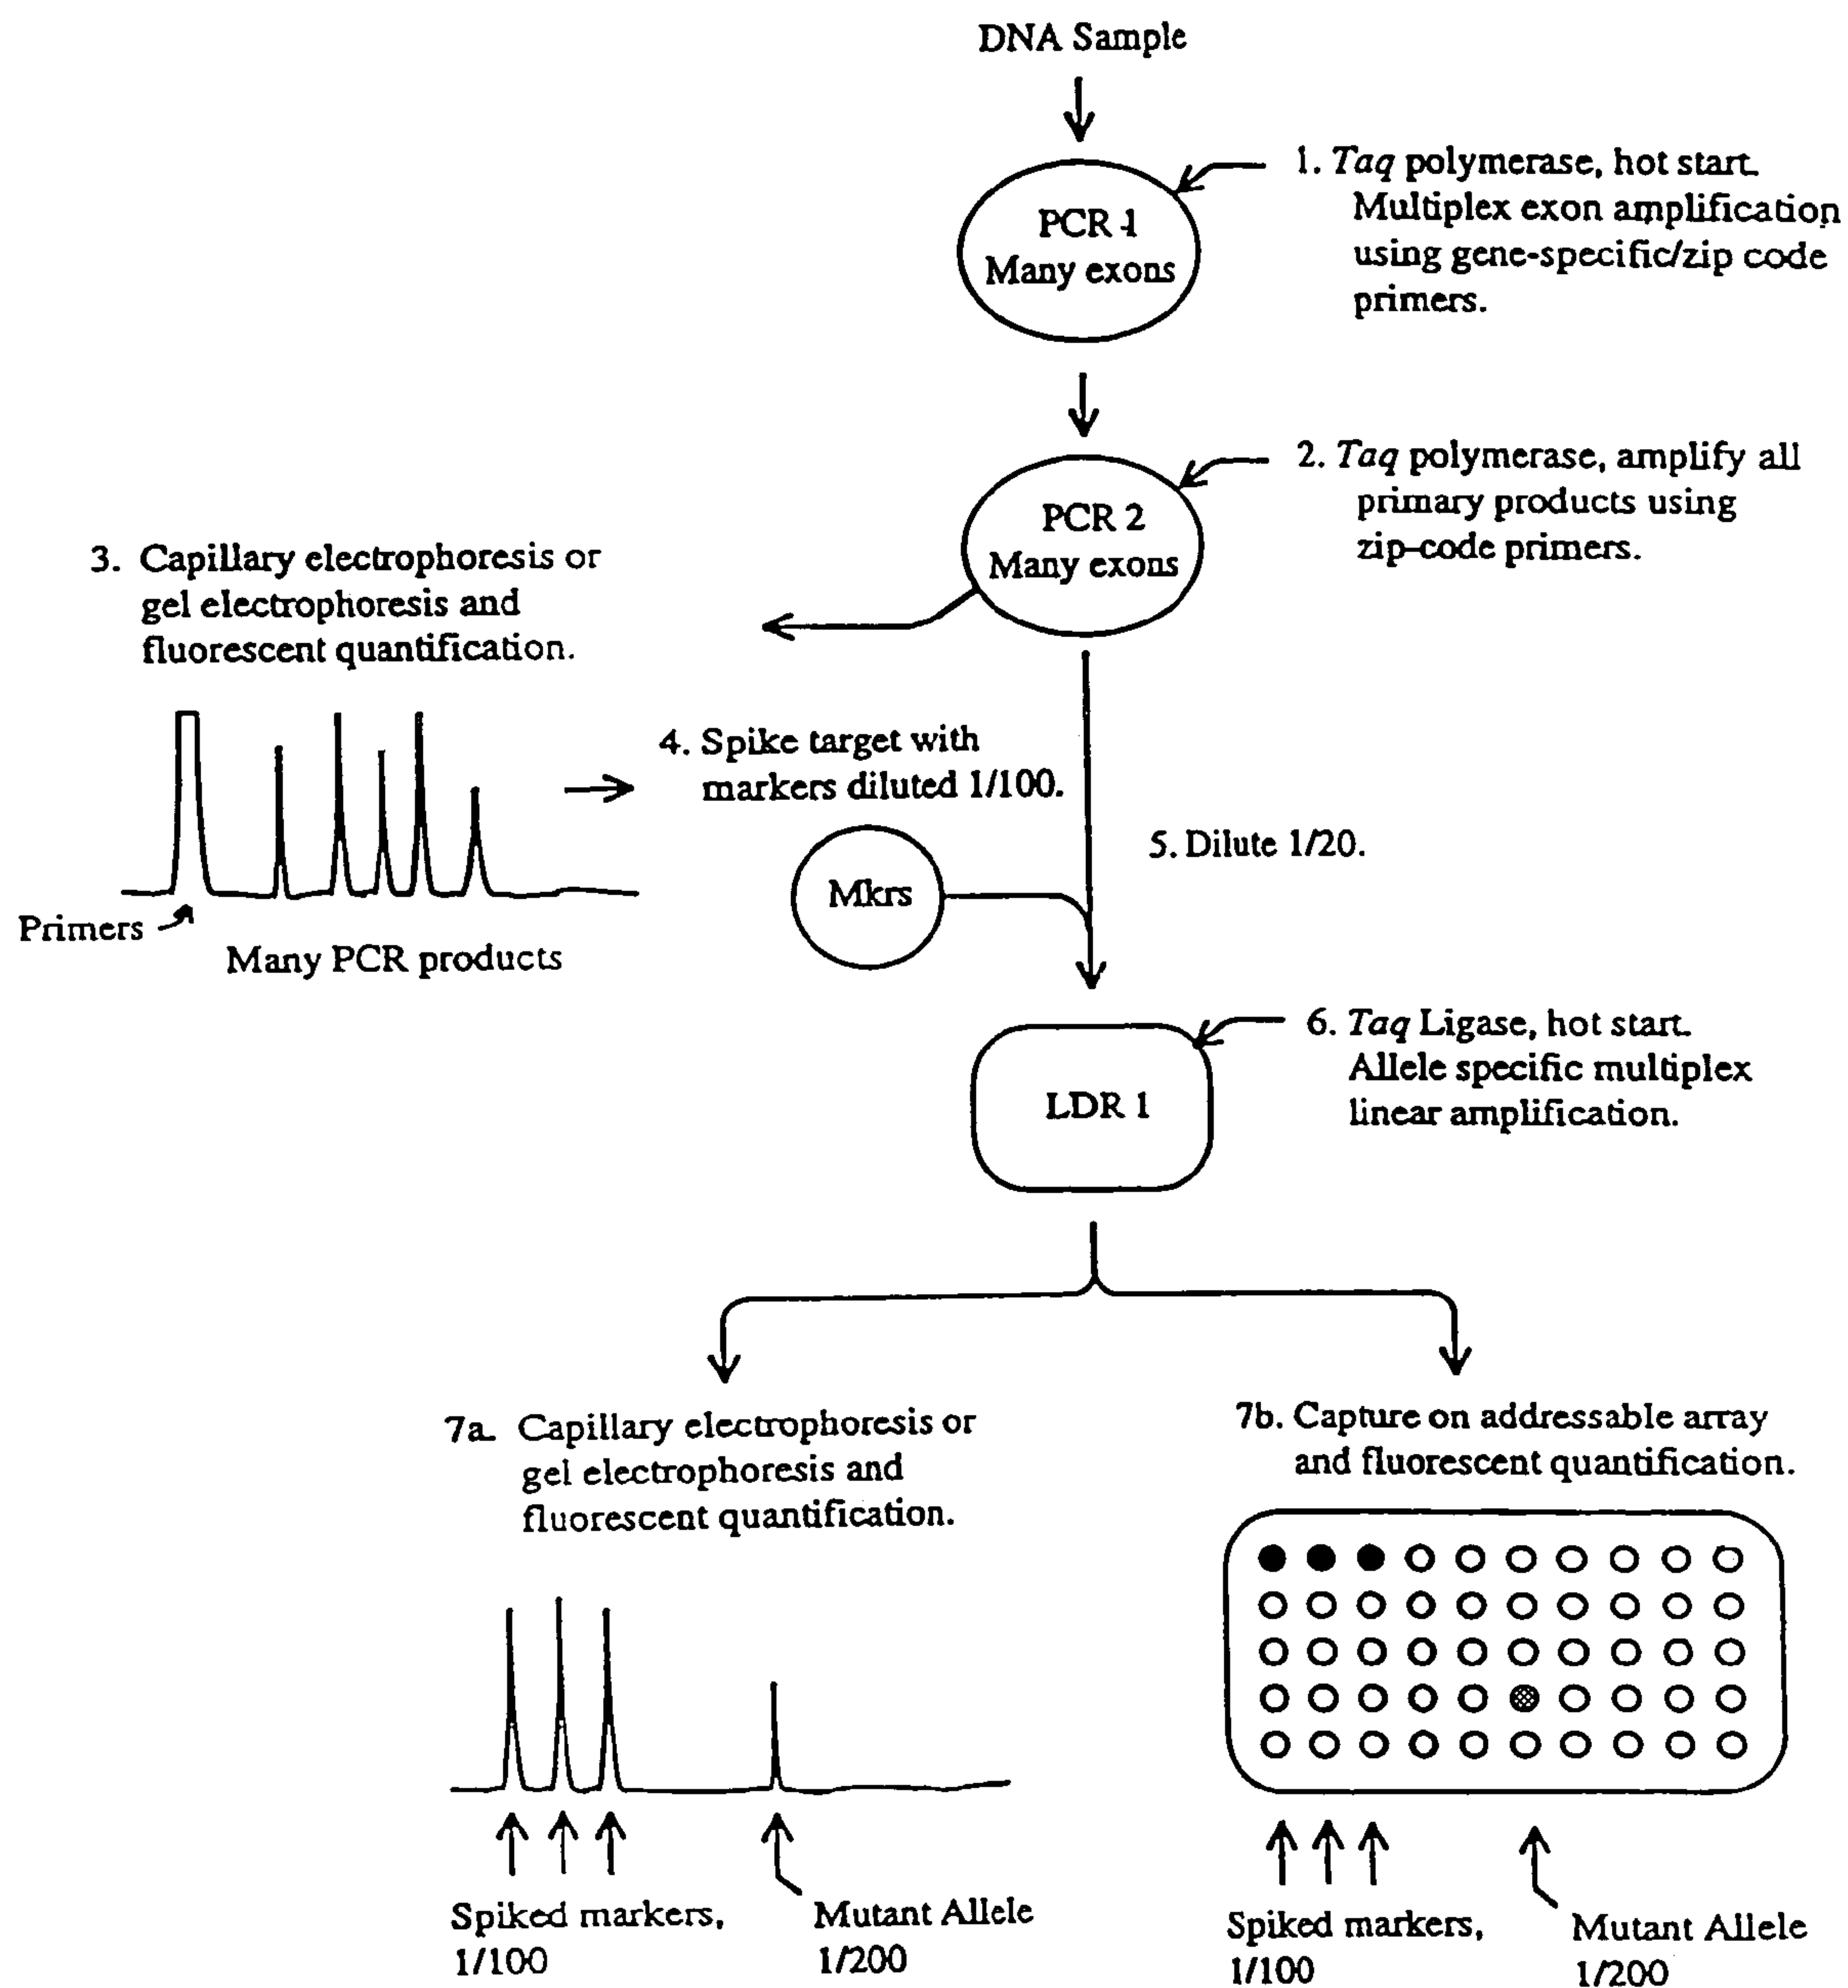 DNA Sample
PCR 1
Many exons
1. Taq polymerase, hot start.
Multiplex exon amplification
using gene-specific/zip code
primers.
PCR 2
Many exons
2. Taq polymerase, amplify all
primary products using
zip-code primers.
3. Capillary electrophoresis or
gel electrophoresis and
fluorescent quantification.
Primers
Many PCR products
4. Spike target with
markers diluted 1/100.
Mkrs
5. Dilute 1/20.
LDR 1
6. Taq Ligase, hot start.
Allele specific multiplex
linear amplification.
7a. Capillary electrophoresis or
gel electrophoresis and
fluorescent quantification.
Spiked markers,
1/100
Mutant Allele
1/200
7b. Capture on addressable array
and fluorescent quantification.
Spiked markers,
1/100
Mutant Allele
1/200